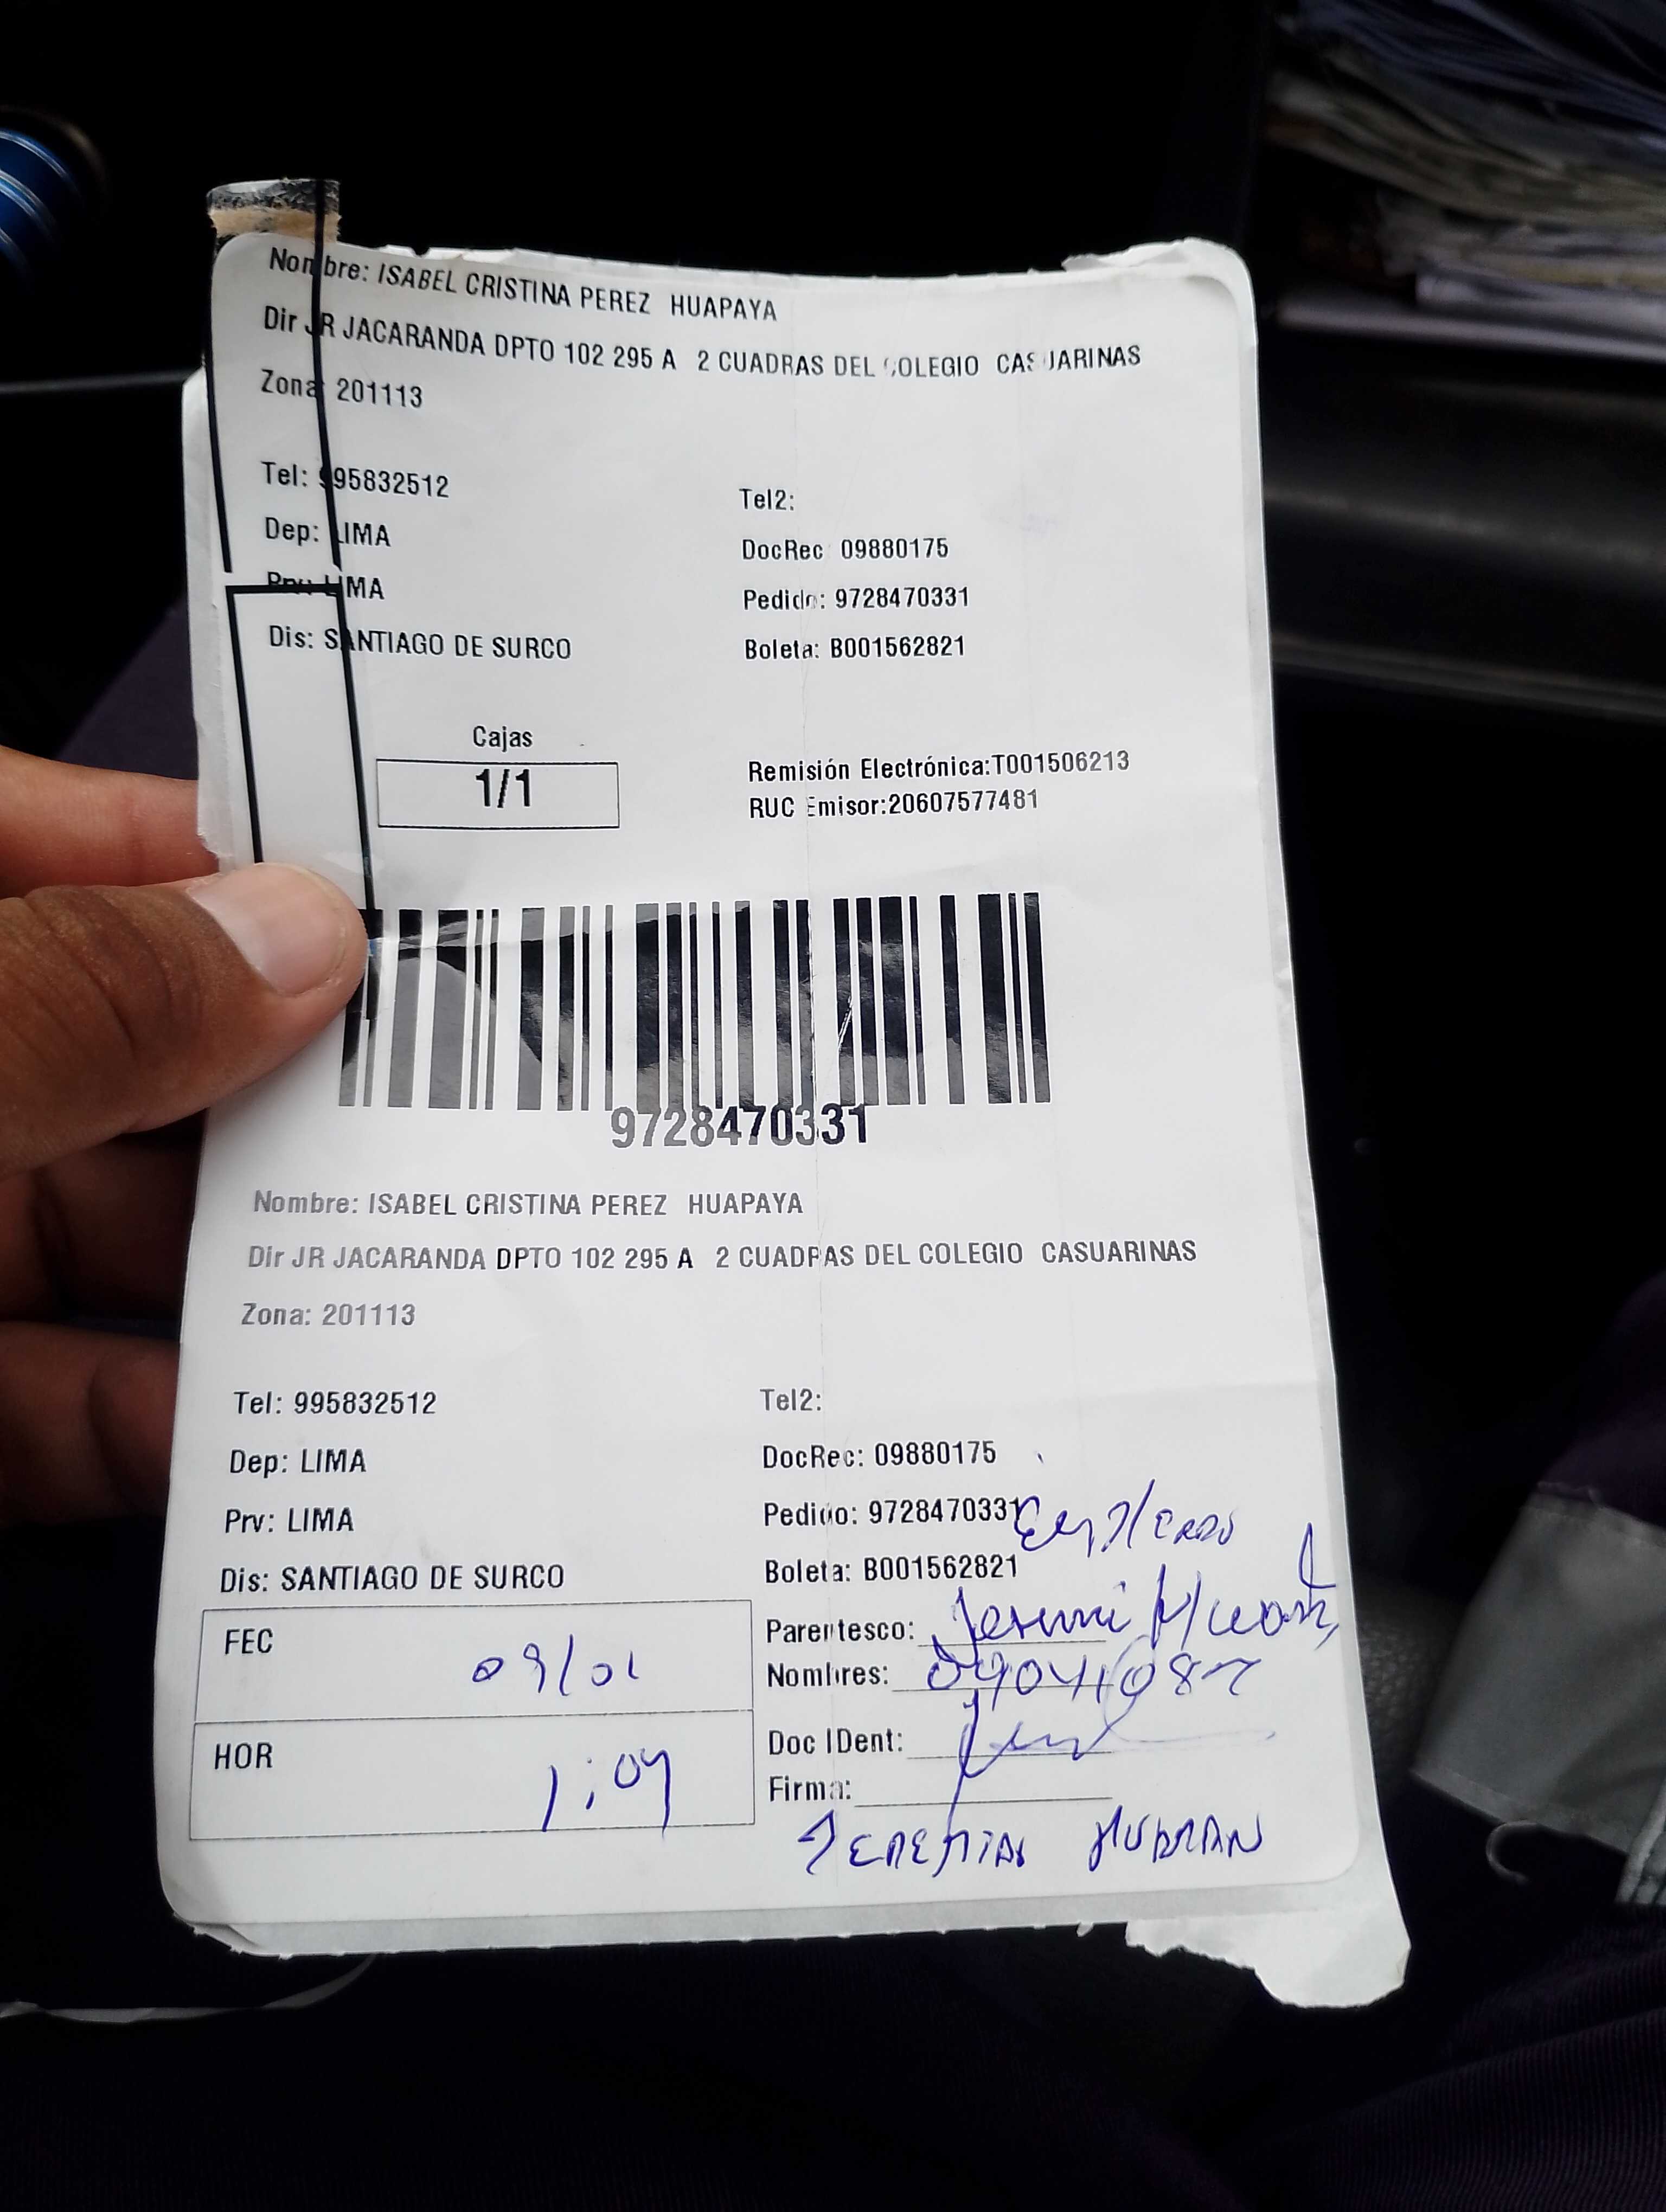 Nombre: ISABEL CRISTINA PEREZ HUAPAYA
Dir JR JACARANDA DPTO 102 295 A 2 CUADRAS DEL COLEGIO CASUARINAS
Zona: 201113
Tel: 995832512
Tel2:
Dep: LIMA
DocRec 09880175
Prv: LIMA
Pedido: 9728470331
Dis: SANTIAGO DE SURCO
Boleta: B001562821
Cajas
1/1
Remisión Electrónica:T001506213
RUC Emisor:20607577481
9728470331
Nombre: ISABEL CRISTINA PEREZ HUAPAYA
Dir JR JACARANDA DPTO 102 295 A 2 CUADRAS DEL COLEGIO CASUARINAS
Zona: 201113
Tel: 995832512
Tel2:
Dep: LIMA
DocRec: 09880175
Prv: LIMA
Pedido: 9728470331
Dis: SANTIAGO DE SURCO
Boleta: B001562821
FEC
Parentesco:
Nombres:
HOR 1:09
Doc IDent:
Firma: